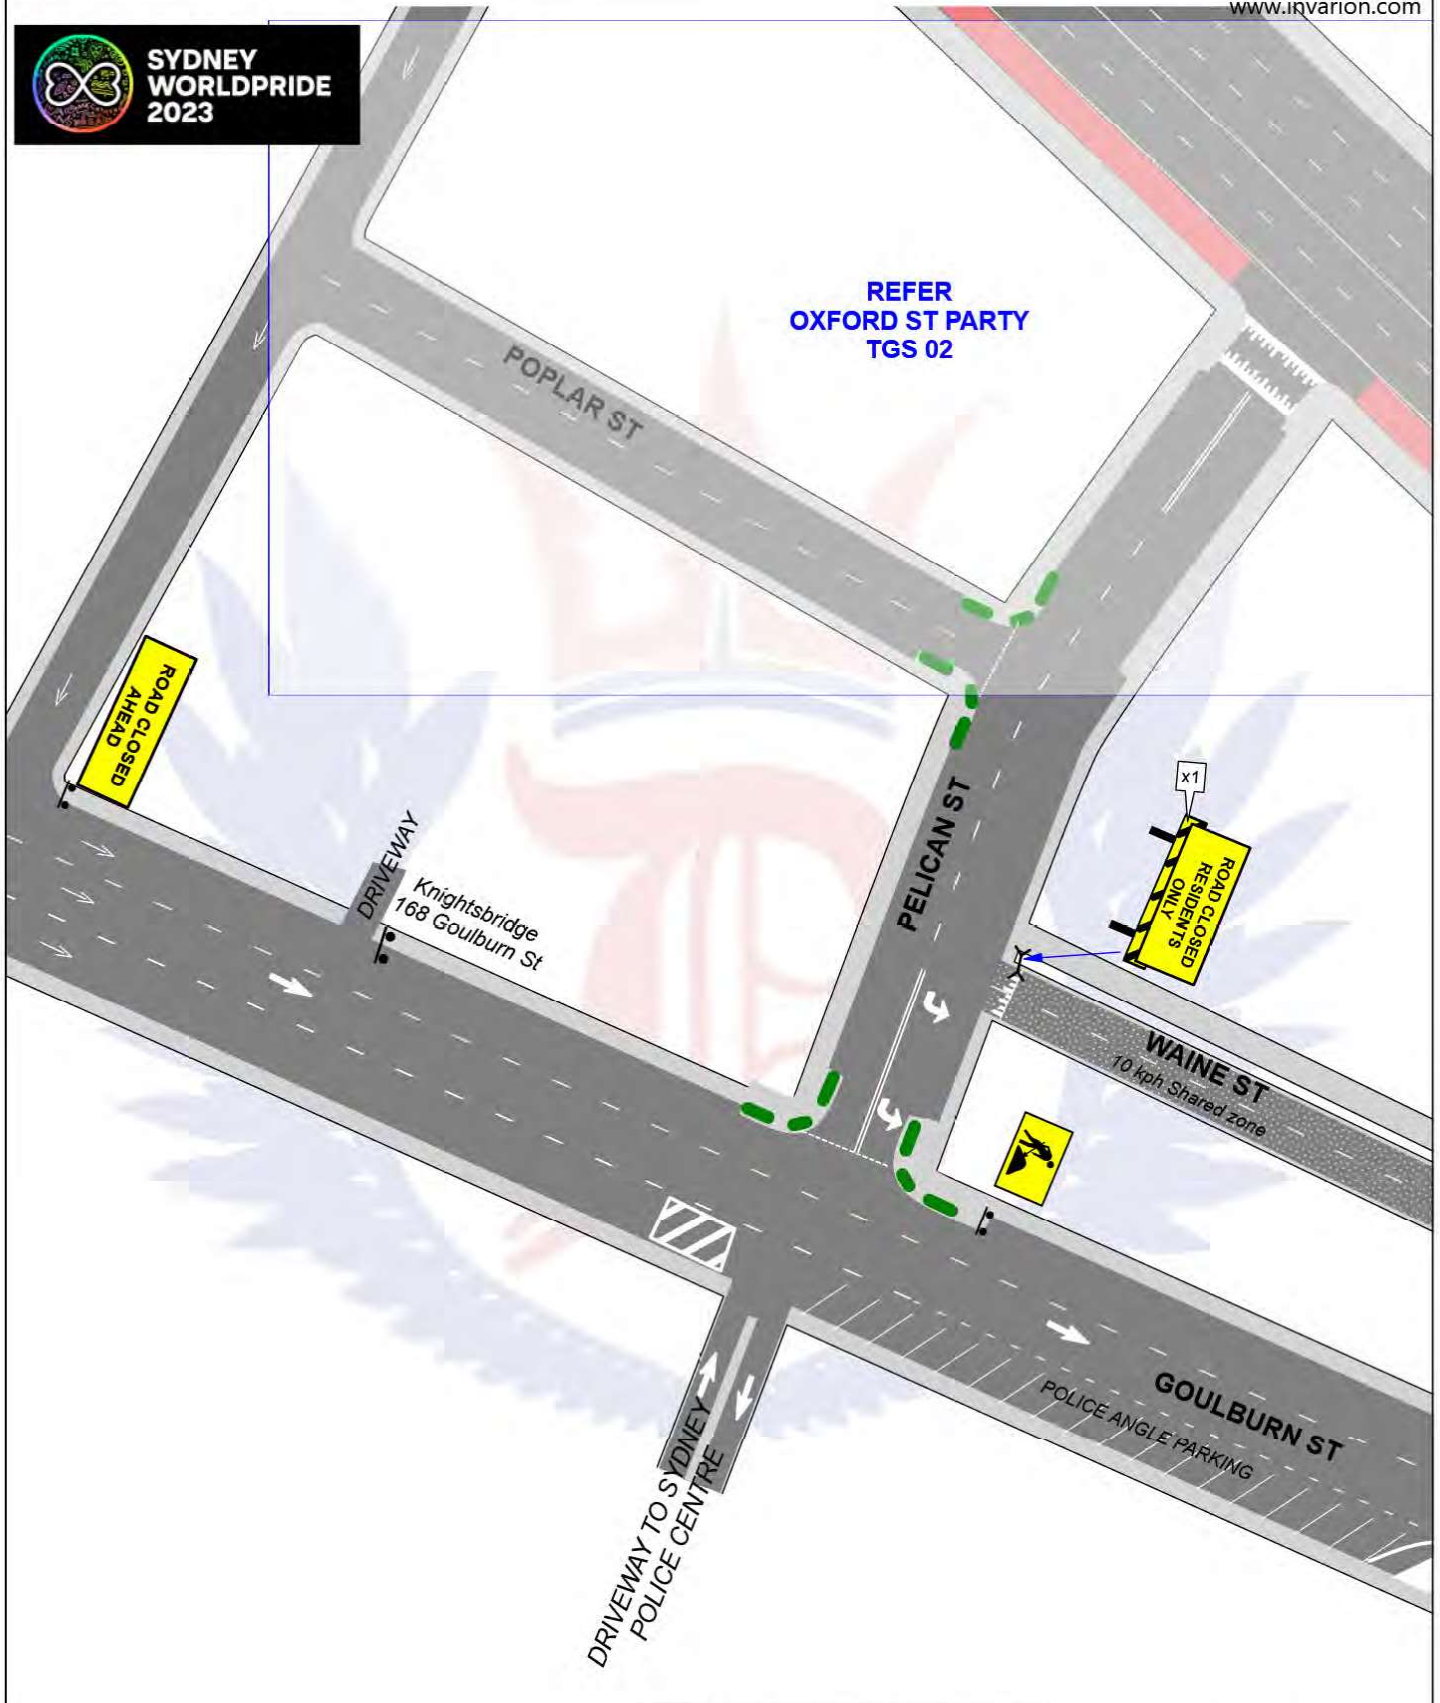 www.invarion.com
SYDNEY
WORLDPRIDE
2023
REFER
OXFORD ST PARTY
TGS 02
POPLAR ST
ROAD CLOSED
AHEAD
DRIVEWAY
Knightsbridge
168 Goulburn St
PELICAN ST
x1
ROAD CLOSED
RESIDENTS
ONLY
WAINE ST
10 kph Shared zone
GOULBURN ST
POLICE ANGLE PARKING
DRIVEWAY TO SYDNEY
POLICE CENTRE